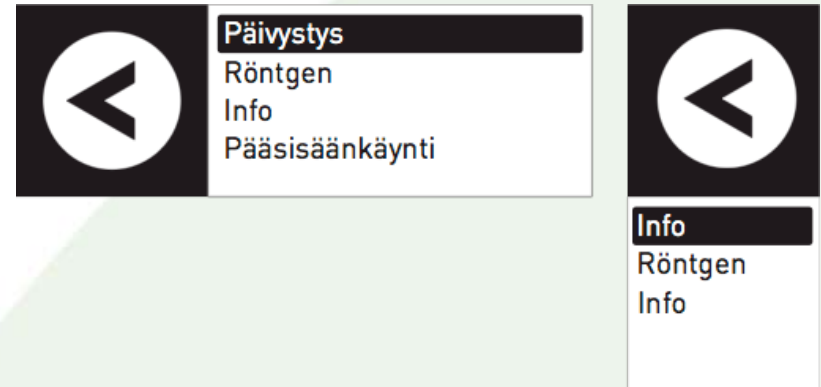 Päivystys
Röntgen
Info
Pääsisäänkäynti
Info
Röntgen
Info